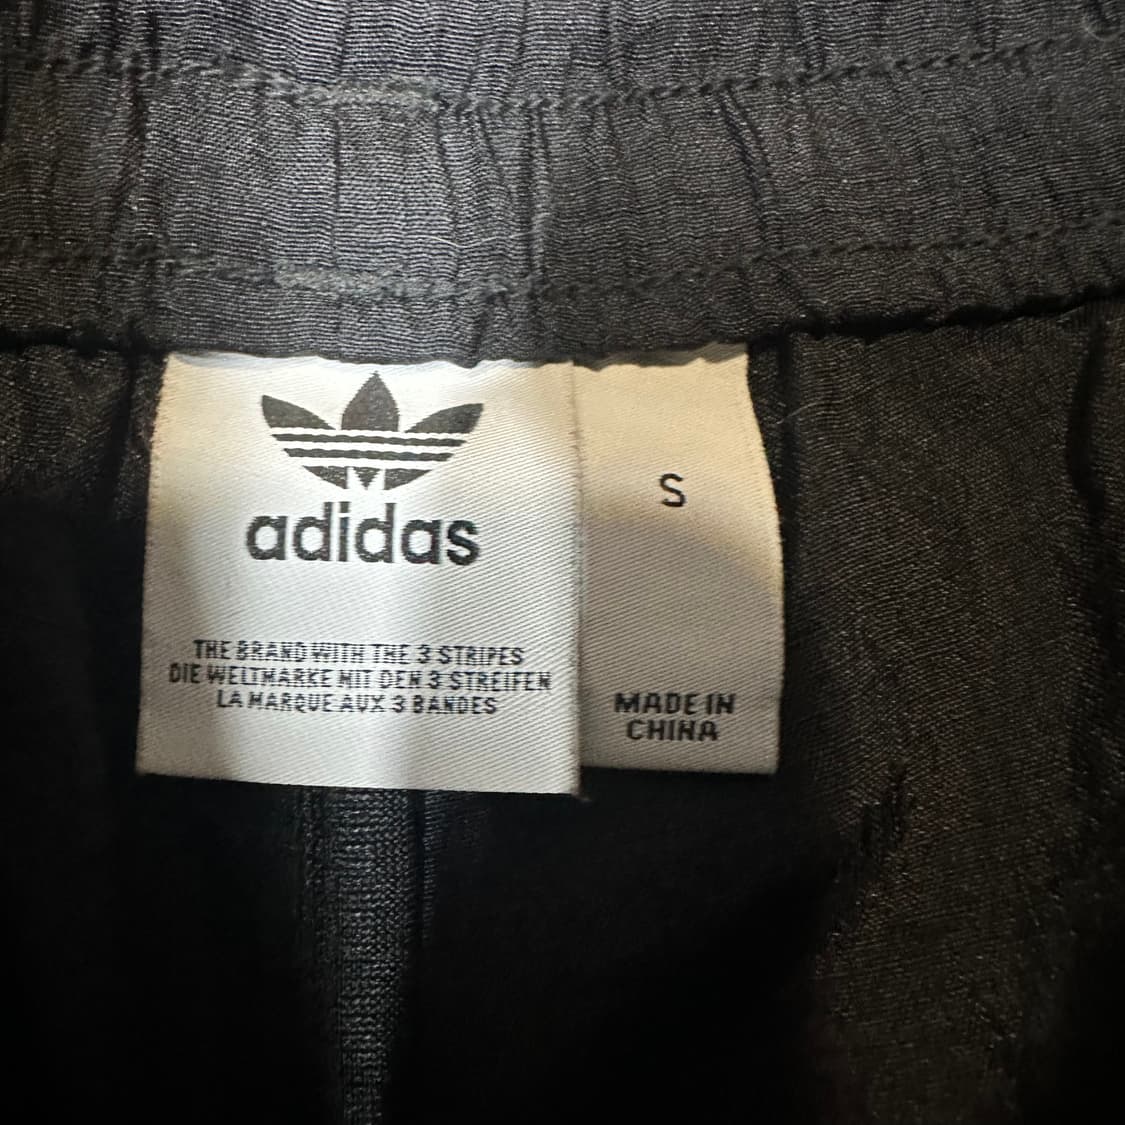 adidas
THE BRAND WITH THE 3 STRIPES
DIE WELTMARKE MIT DEN 3 STREIFEN
LA MARQUE AUX 3 BANDES
S
MADE IN
CHINA